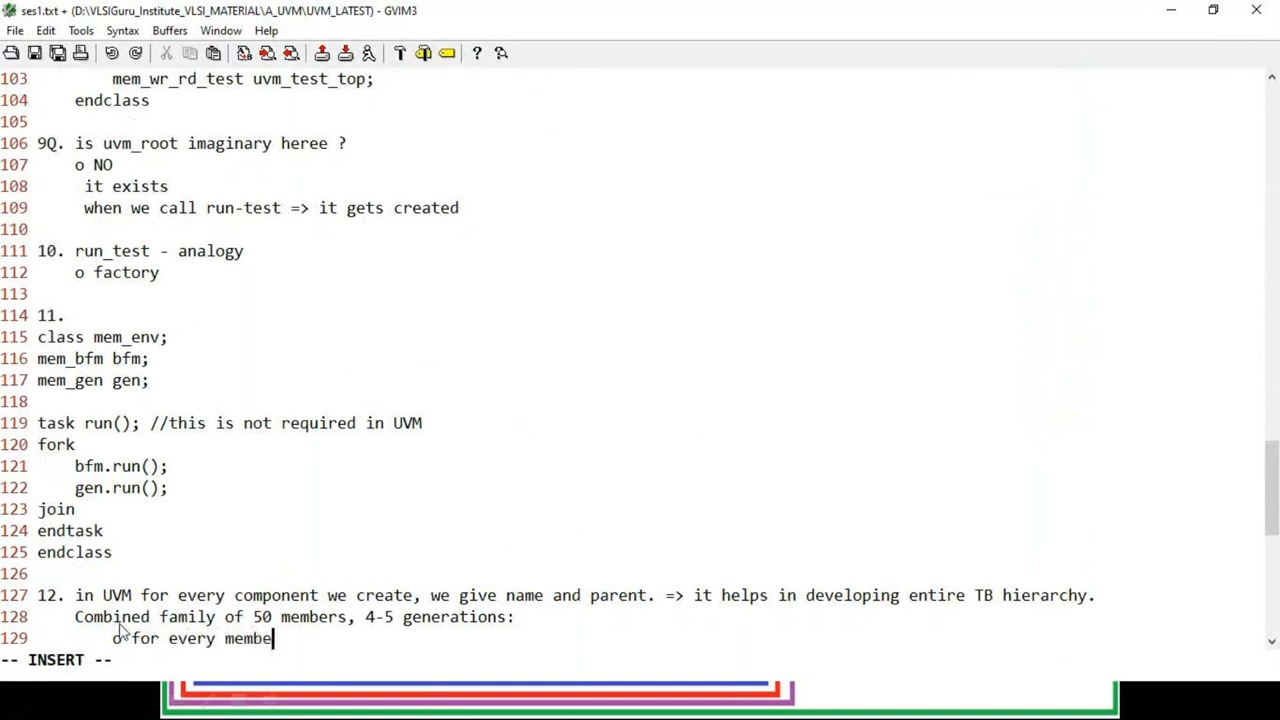 ses1.txt + (D:\VLSIGuru_Institute_VLSI_MATERIAL\A_UVM\UVM_LATEST) - GVIM3
File Edit Tools Syntax Buffers Window Help
103 mem_wr_rd_test uvm_test_top;
104 endclass
105
106 9Q. is uvm_root imaginary heree ?
107 o NO
108 it exists
109 when we call run-test => it gets created
110
111 10. run_test - analogy
112 o factory
113
114 11.
115 class mem_env;
116 mem_bfm bfm;
117 mem_gen gen;
118
119 task run(); //this is not required in UVM
120 fork
121 bfm.run();
122 gen.run();
123 join
124 endtask
125 endclass
126
127 12. in UVM for every component we create, we give name and parent. => it helps in developing entire TB hierarchy.
128 Combined family of 50 members, 4-5 generations:
129 o for every membe
-- INSERT --